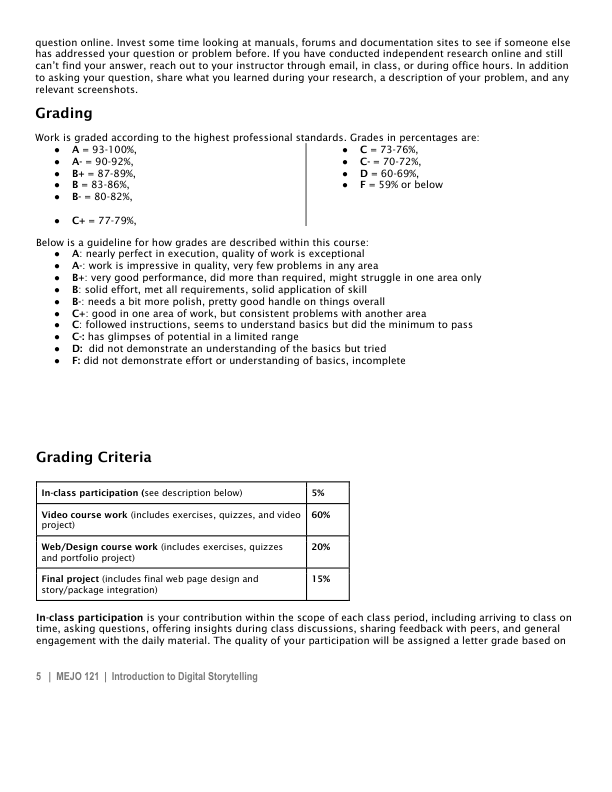 question online. Invest some time looking at manuals, forums and documentation sites to see if someone else
has addressed your question or problem before. If you have conducted independent research online and still
can't find your answer, reach out to your instructor through email, in class, or during office hours. In addition
to asking your question, share what you learned during your research, a description of your problem, and any
relevant screenshots.
Grading
Work is graded according to the highest professional standards. Grades in percentages are:
● A = 93-100%,
● A- = 90-92%,
● B+ = 87-89%,
● B = 83-86%,
● B- = 80-82%,
● C+ = 77-79%,
● C = 73-76%,
● C- = 70-72%,
● D = 60-69%,
● F = 59% or below
Below is a guideline for how grades are described within this course:
● A: nearly perfect in execution, quality of work is exceptional
● A-: work is impressive in quality, very few problems in any area
● B+: very good performance, did more than required, might struggle in one area only
● B: solid effort, met all requirements, solid application of skill
● B-: needs a bit more polish, pretty good handle on things overall
● C+: good in one area of work, but consistent problems with another area
● C: followed instructions, seems to understand basics but did the minimum to pass
● C-: has glimpses of potential in a limited range
● D: did not demonstrate an understanding of the basics but tried
● F: did not demonstrate effort or understanding of basics, incomplete
Grading Criteria
In-class participation (see description below) 5%
Video course work (includes exercises, quizzes, and video 60%
project)
Web/Design course work (includes exercises, quizzes 20%
and portfolio project)
Final project (includes final web page design and 15%
story/package integration)
In-class participation is your contribution within the scope of each class period, including arriving to class on
time, asking questions, offering insights during class discussions, sharing feedback with peers, and general
engagement with the daily material. The quality of your participation will be assigned a letter grade based on
5 | MEJO 121 | Introduction to Digital Storytelling